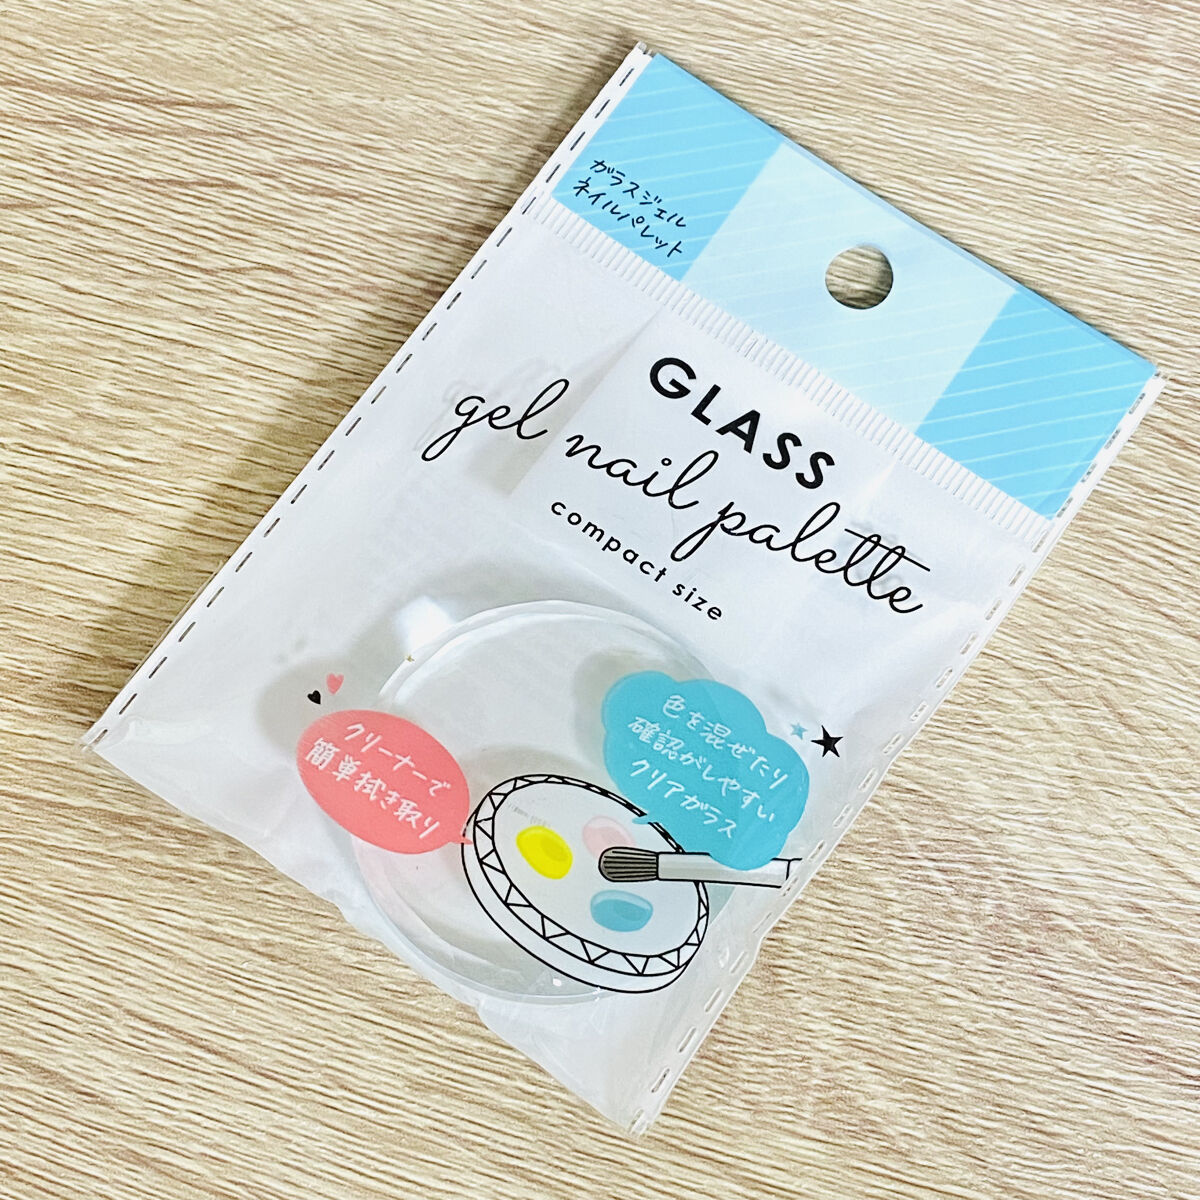 ガラスジェル
ネイルパレット
GLASS
gel nail palette
compact size
色を混ぜたり
確認がしやすい
クリアガラス
クリーナーで
簡単拭き取り